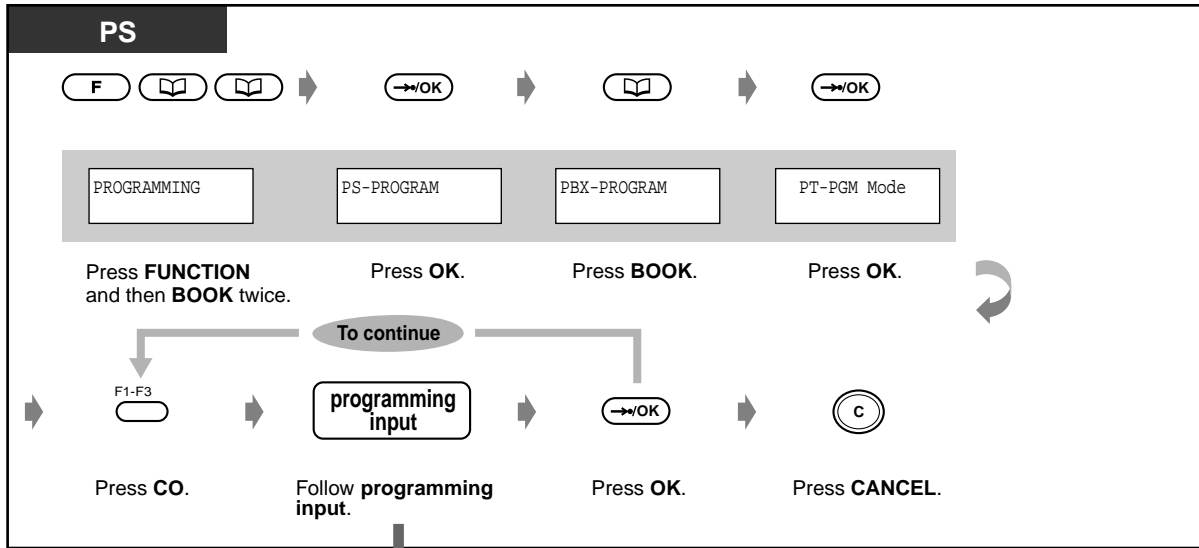 PS
F
→/OK
→/OK
PROGRAMMING
PS-PROGRAM
PBX-PROGRAM
PT-PGM Mode
Press FUNCTION
and then BOOK twice.
Press OK.
Press BOOK.
Press OK.
To continue
F1-F3
programming
input
→/OK
C
Press CO.
Follow programming
input.
Press OK.
Press CANCEL.